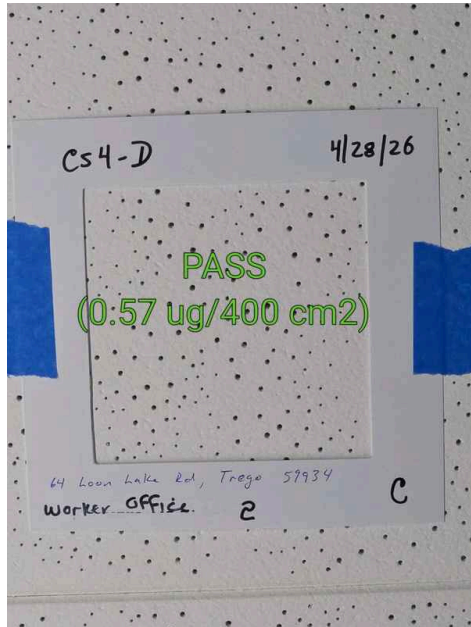 CS4-D 4/28/26
PASS
(0.57 ug/400 cm2)
64 Loon Lake Rd, Trego 59934
worker office. 2 C